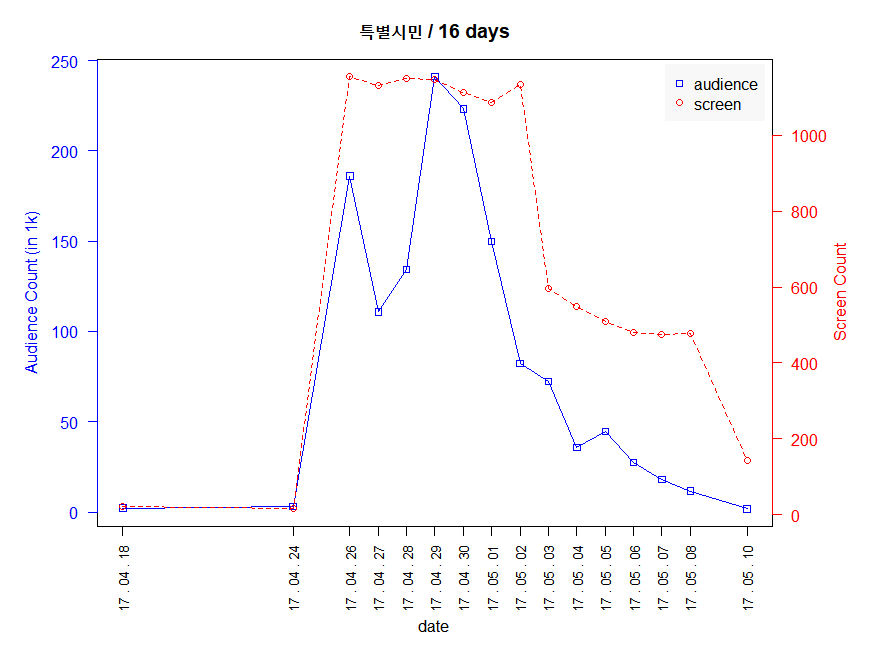 특별시민 / 16 days
audience
screen
Audience Count (in 1k)
250
200
150
100
50
0
1000
800
600
400
200
0
Screen Count
17 . 04 . 18
17 . 04 . 24
17 . 04 . 26
17 . 04 . 27
17 . 04 . 28
17 . 04 . 29
17 . 04 . 30
17 . 05 . 01
17 . 05 . 02
17 . 05 . 03
17 . 05 . 04
17 . 05 . 05
17 . 05 . 06
17 . 05 . 07
17 . 05 . 08
17 . 05 . 10
date